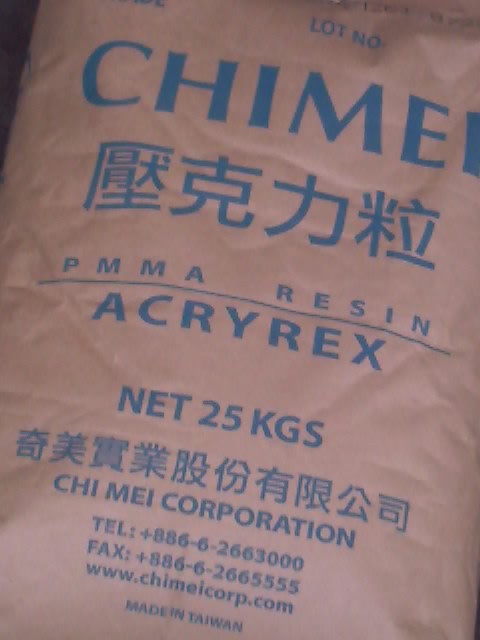 LOT NO.
CHIMEI
壓克力粒
PMMA RESIN
ACRYREX
NET 25 KGS
奇美實業股份有限公司
CHI MEI CORPORATION
TEL: +886-6-2663000
FAX: +886-6-2665555
www.chimeicorp.com
MADE IN TAIWAN